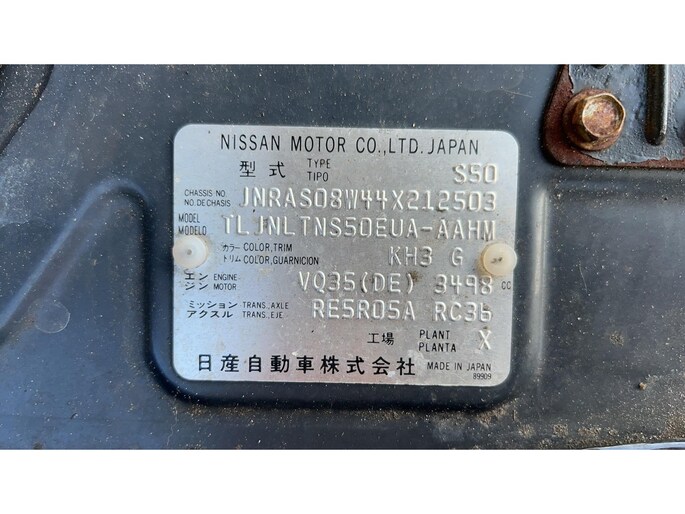 NISSAN MOTOR CO.,LTD. JAPAN
型式 TYPE TIPO S50
CHASSIS NO. NO. DE CHASIS JNRAS08W44X212503
MODEL MODELO TLJNLTNS50EUA-AAHM
カラー COLOR,TRIM トリム COLOR,GUARNICION KH3 G
エンジン ENGINE MOTOR VQ35(DE) 3498 CC
ミッション TRANS.,AXLE アクスル TRANS.,EJE RE5R05A RC36
工場 PLANT PLANTA X
日産自動車株式会社 MADE IN JAPAN
89909